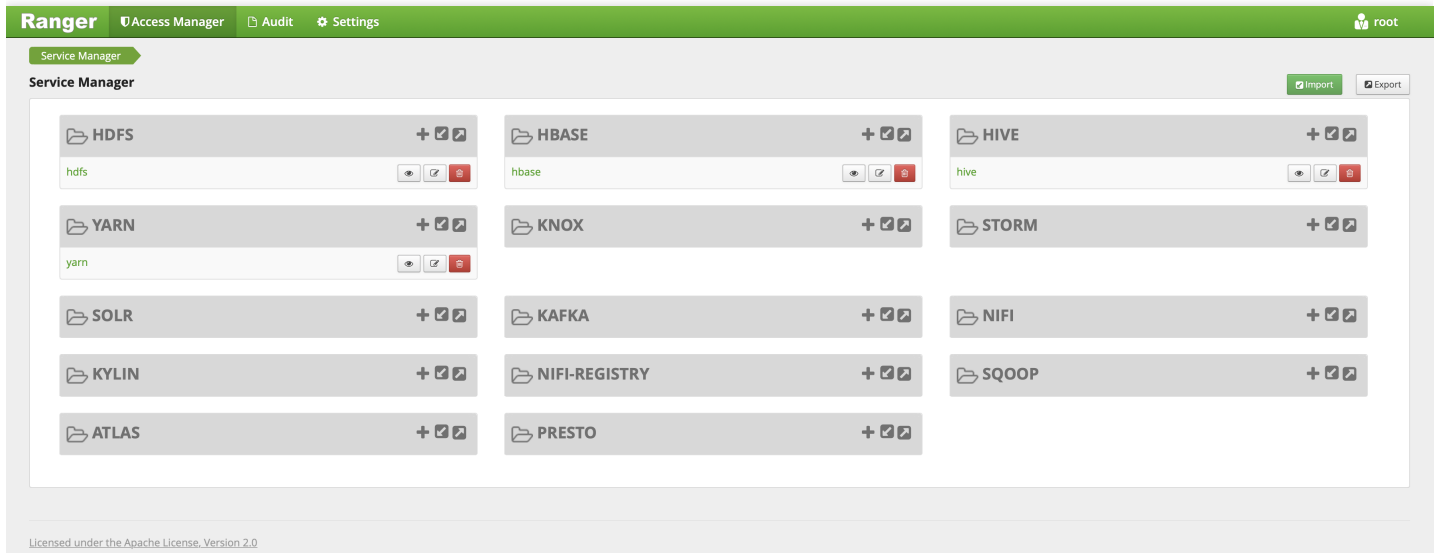 Ranger Access Manager Audit Settings root
Service Manager
Service Manager Import Export
HDFS HBASE HIVE
hdfs hbase hive
YARN KNOX STORM
yarn
SOLR KAFKA NIFI
KYLIN NIFI-REGISTRY SQOOP
ATLAS PRESTO
Licensed under the Apache License, Version 2.0